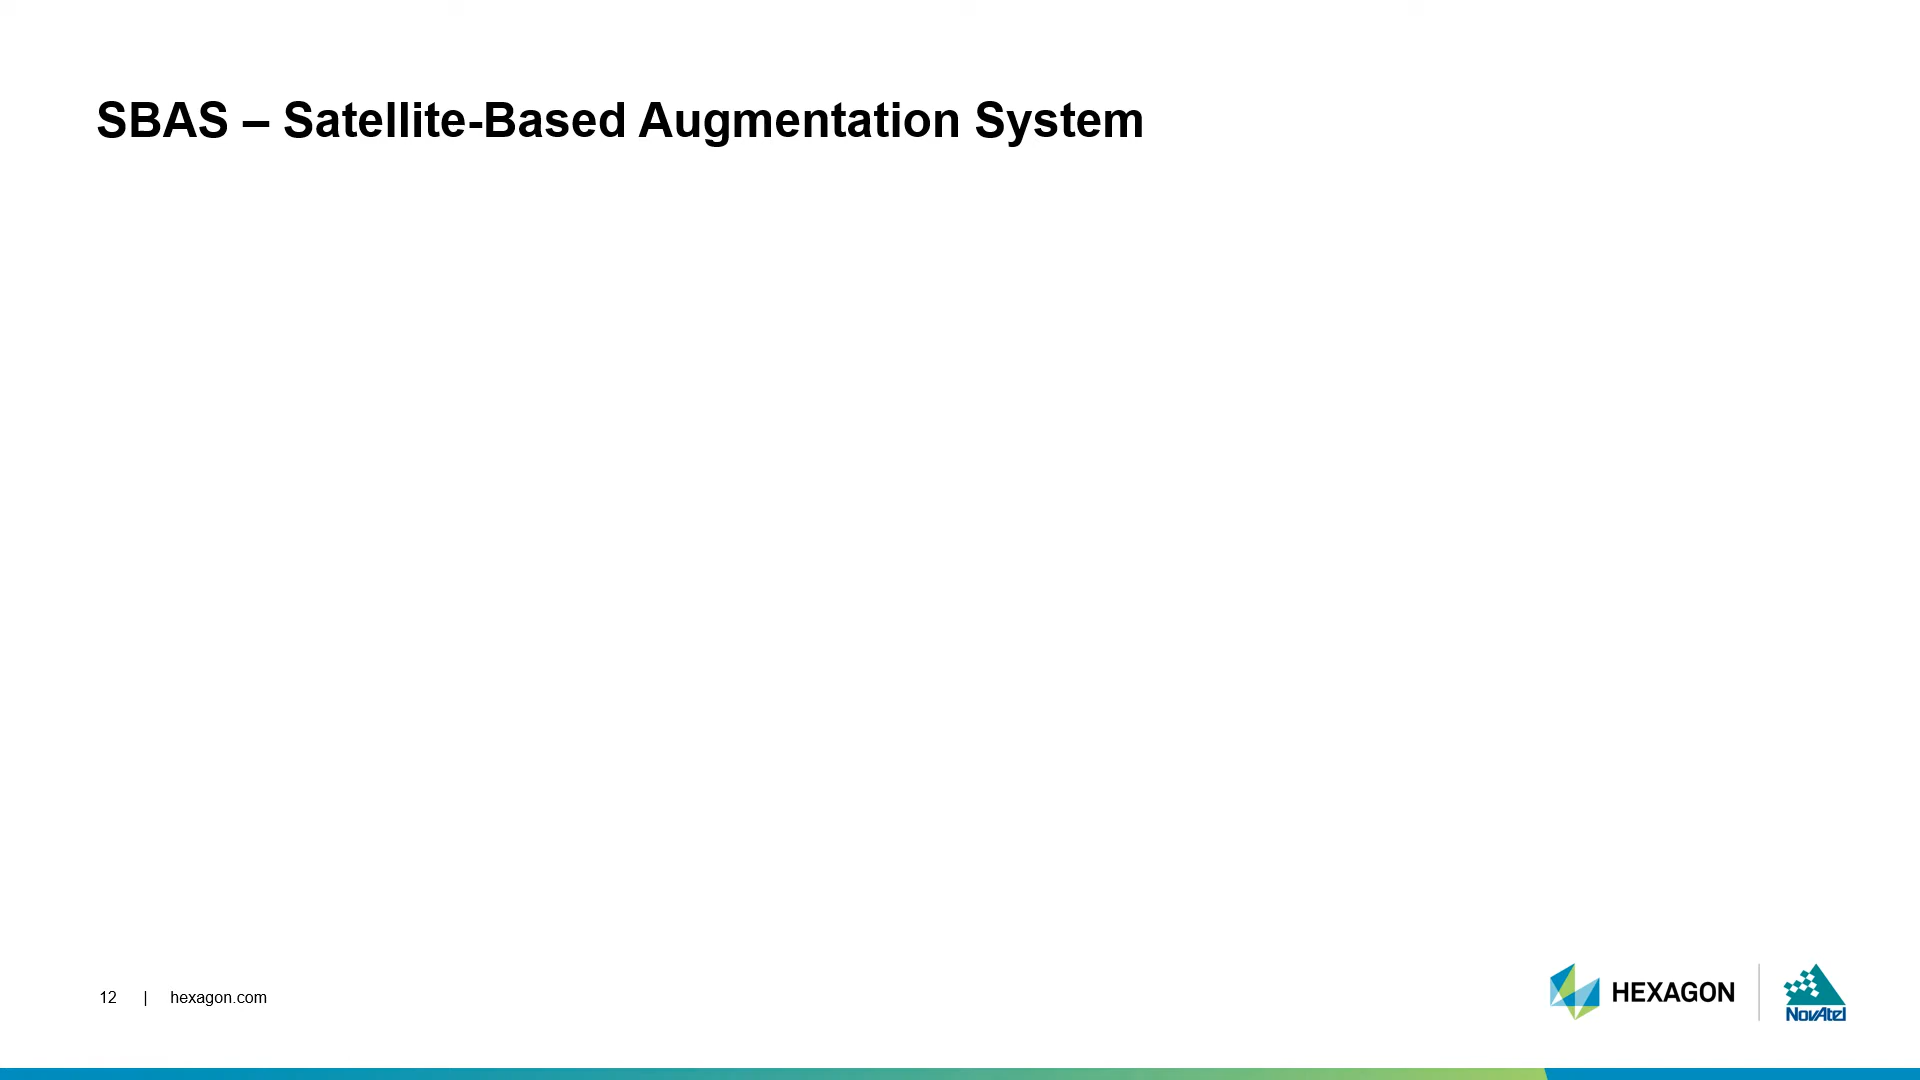 SBAS – Satellite-Based Augmentation System
12 | hexagon.com
HEXAGON
NovAtel